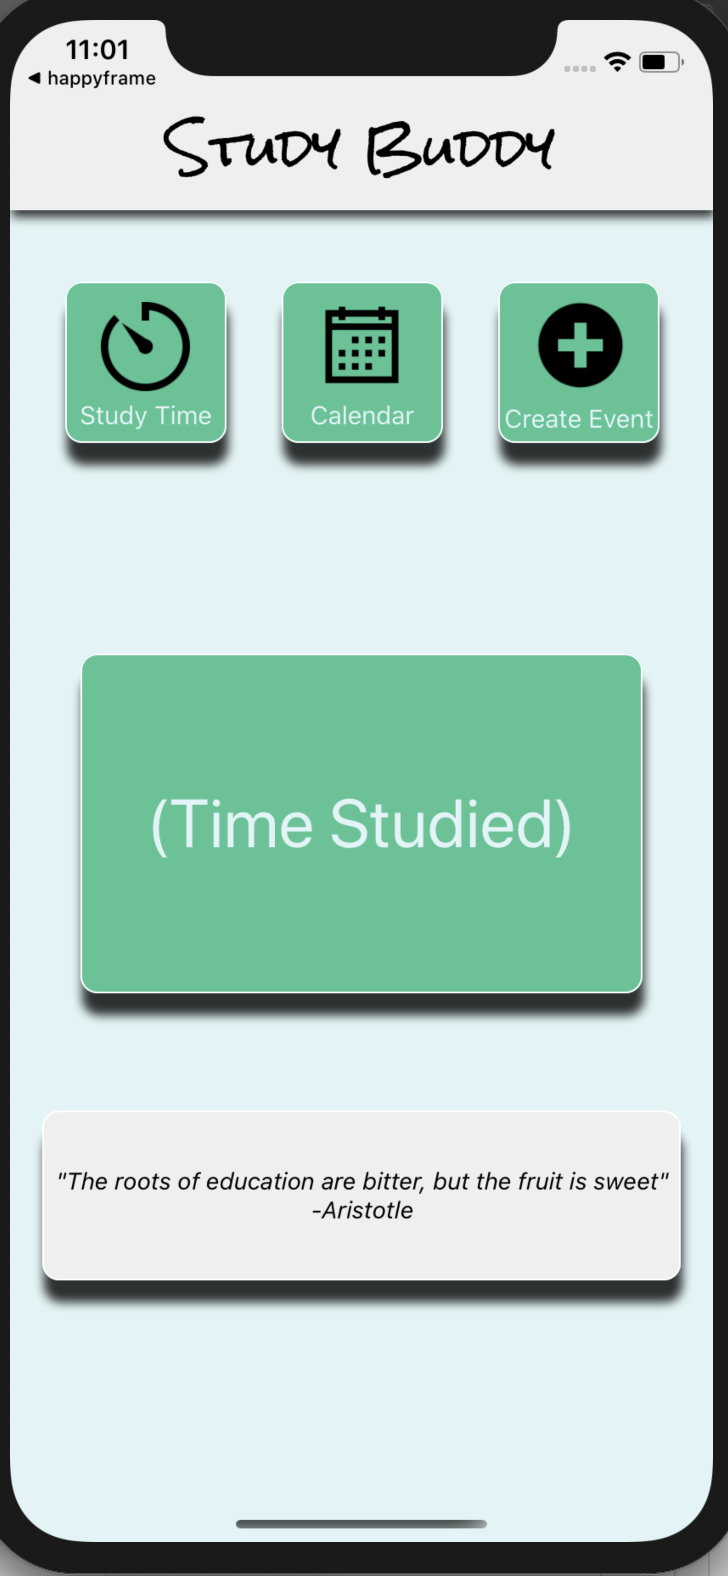 11:01
◀ happyframe
Study Buddy
Study Time
Calendar
Create Event
(Time Studied)
"The roots of education are bitter, but the fruit is sweet"
-Aristotle